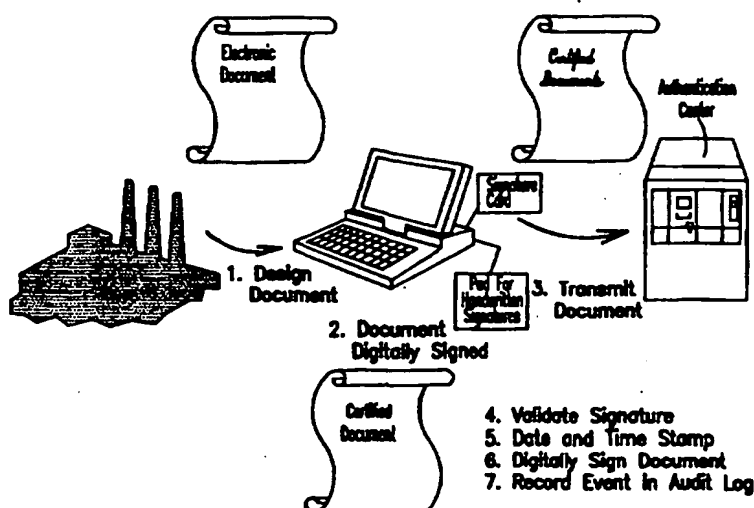 Electronic
Document
Certified
Documents
Authentication
Center
Signature
Card
1. Design
Document
Pad For
Handwritten
Signatures
3. Transmit
Document
2. Document
Digitally Signed
Certified
Document
4. Validate Signature
5. Date and Time Stamp
6. Digitally Sign Document
7. Record Event in Audit Log